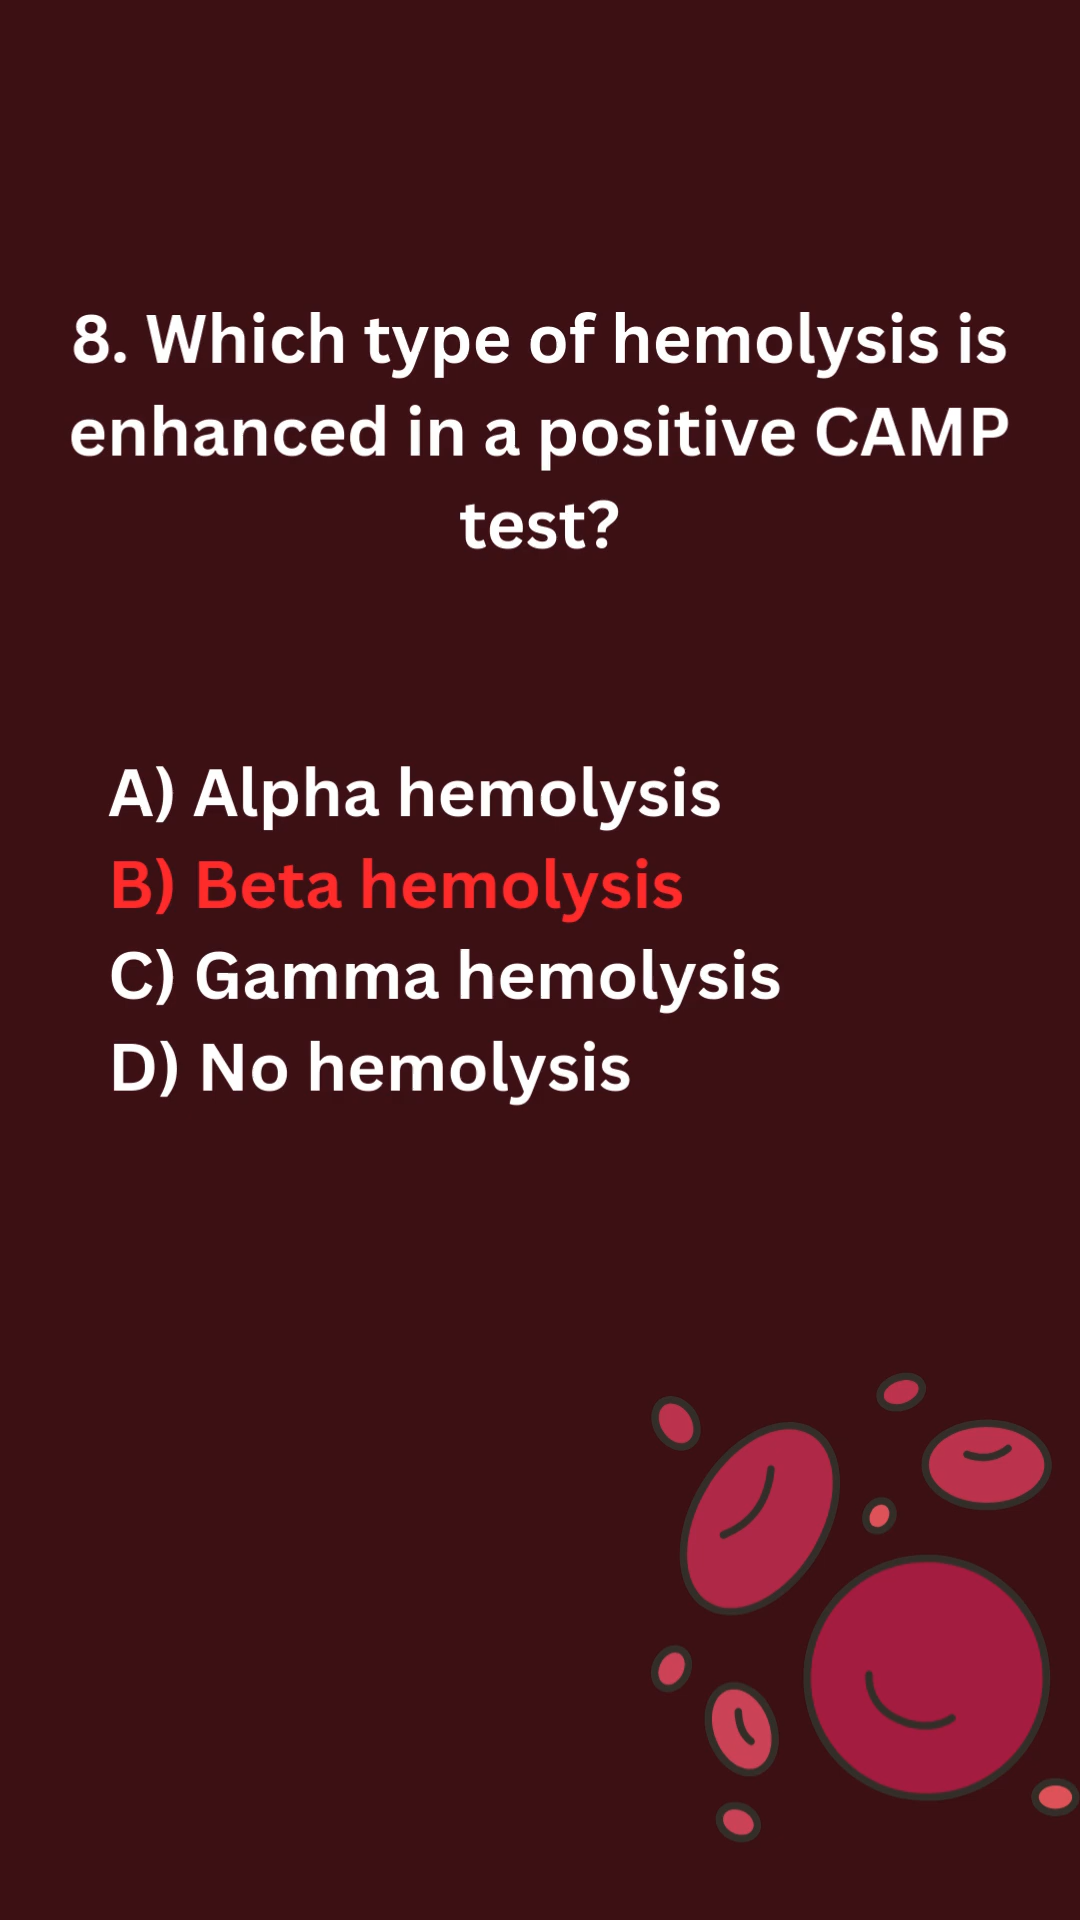 8. Which type of hemolysis is
enhanced in a positive CAMP
test?
A) Alpha hemolysis
B) Beta hemolysis
C) Gamma hemolysis
D) No hemolysis